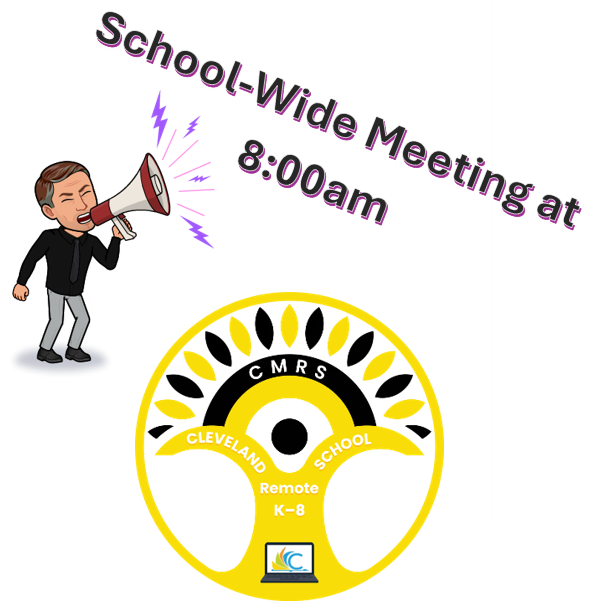 School-Wide Meeting at
8:00am
CMRS
CLEVELAND SCHOOL
Remote
K–8
C